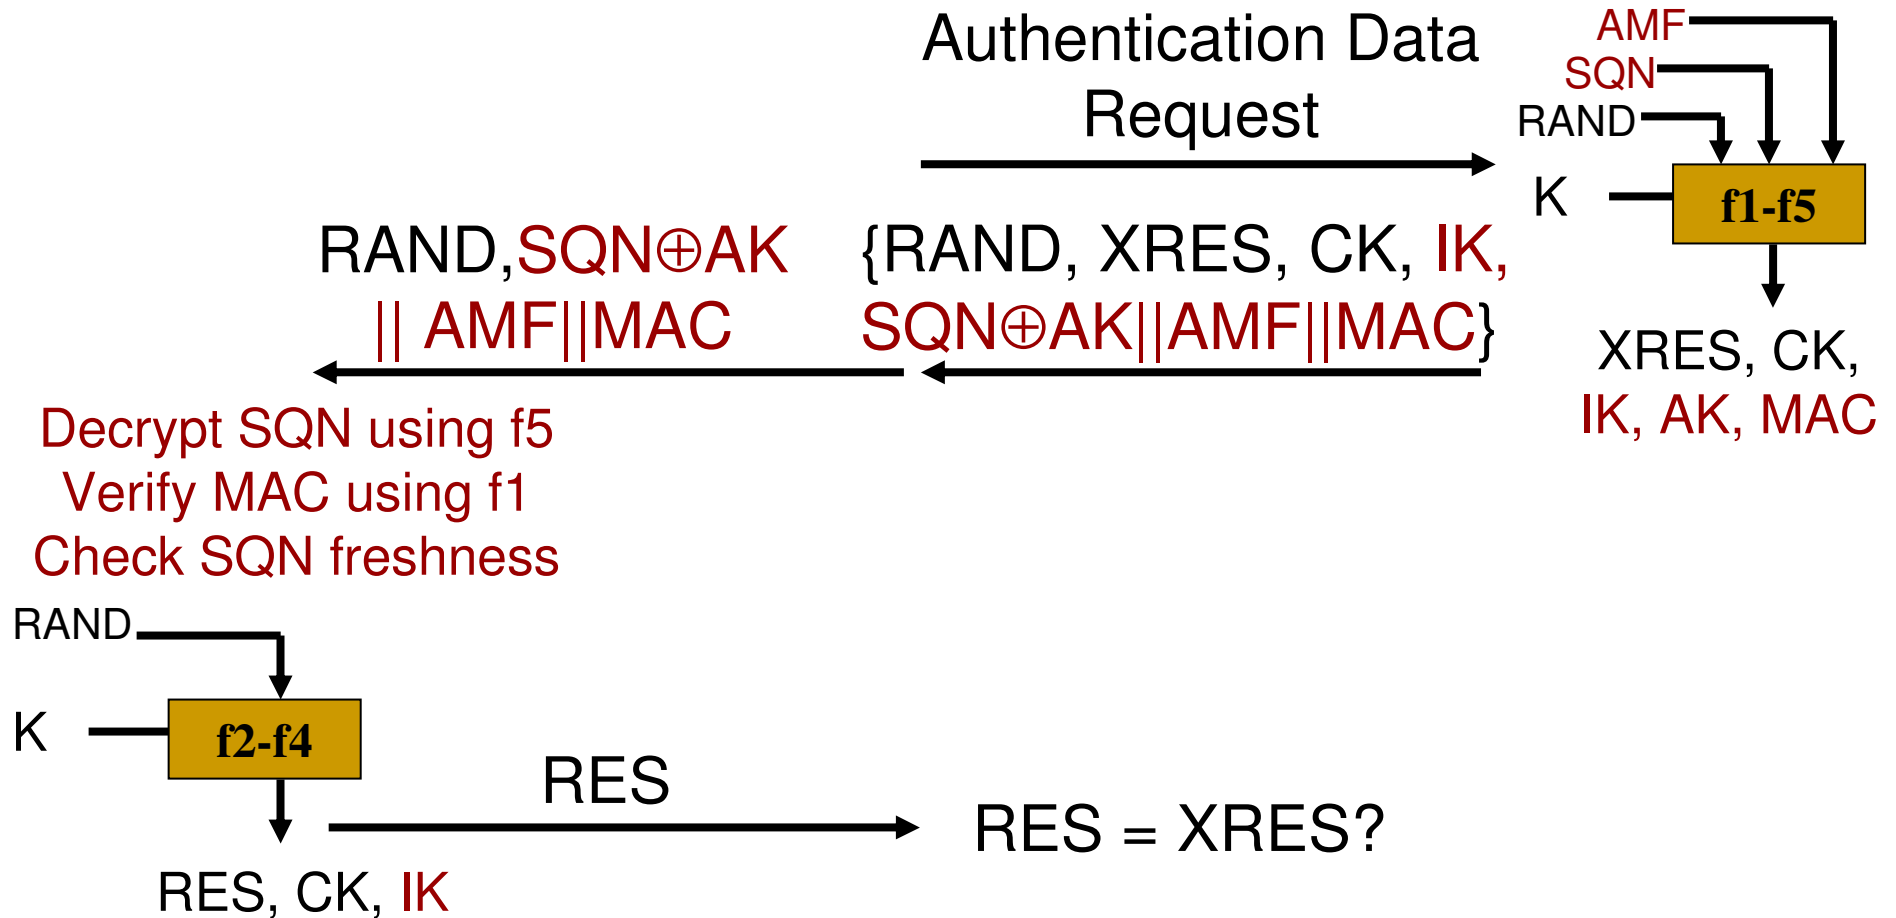 Authentication Data
Request
AMF
SQN
RAND
K
f1-f5
RAND,SQN⊕AK
|| AMF||MAC
{RAND, XRES, CK, IK,
SQN⊕AK||AMF||MAC}
XRES, CK,
IK, AK, MAC
Decrypt SQN using f5
Verify MAC using f1
Check SQN freshness
RAND
K
f2-f4
RES
RES = XRES?
RES, CK, IK